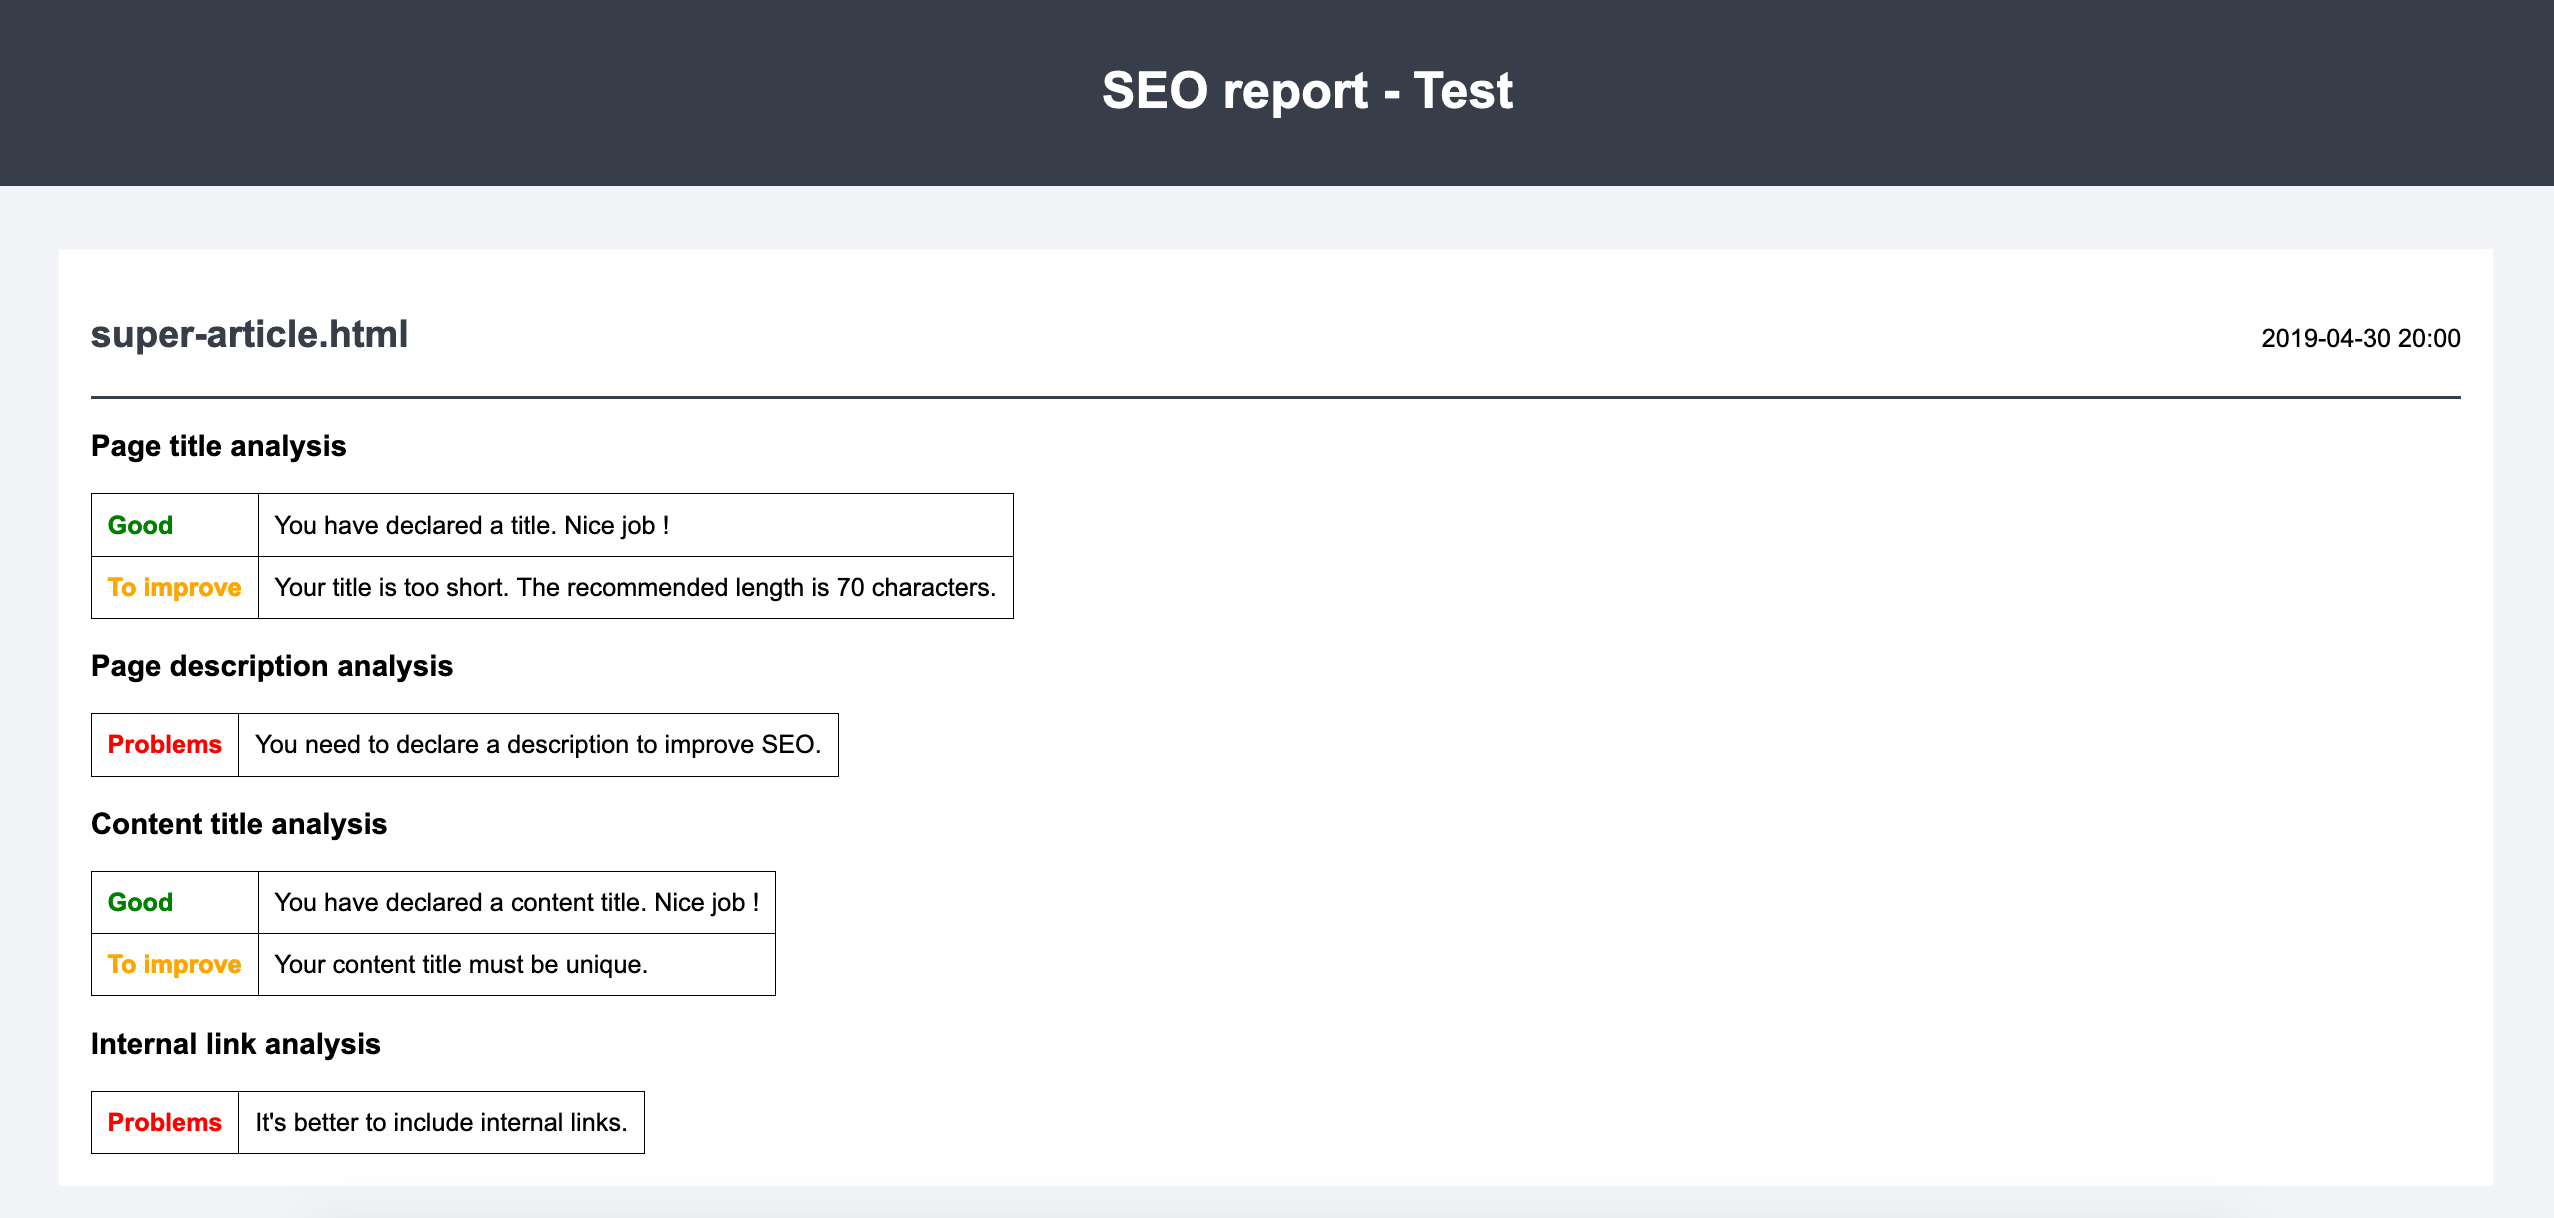 SEO report - Test
super-article.html
2019-04-30 20:00
Page title analysis
Good You have declared a title. Nice job !
To improve Your title is too short. The recommended length is 70 characters.
Page description analysis
Problems You need to declare a description to improve SEO.
Content title analysis
Good You have declared a content title. Nice job !
To improve Your content title must be unique.
Internal link analysis
Problems It's better to include internal links.